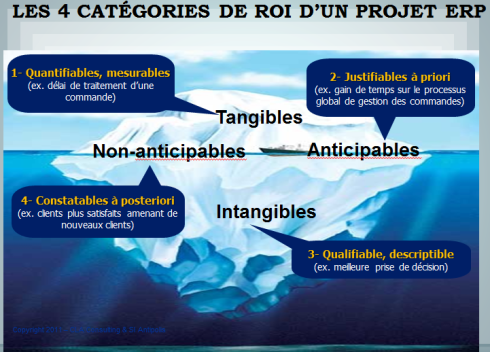 LES 4 CATÉGORIES DE ROI D'UN PROJET ERP
1- Quantifiables, mesurables
(ex. délai de traitement d'une
commande)
2- Justifiables à priori
(ex. gain de temps sur le processus
global de gestion des commandes)
Tangibles
Non-anticipables
Anticipables
4- Constatables à posteriori
(ex. clients plus satisfaits amenant de
nouveaux clients)
Intangibles
3- Qualifiable, descriptible
(ex. meilleure prise de décision)
Copyright